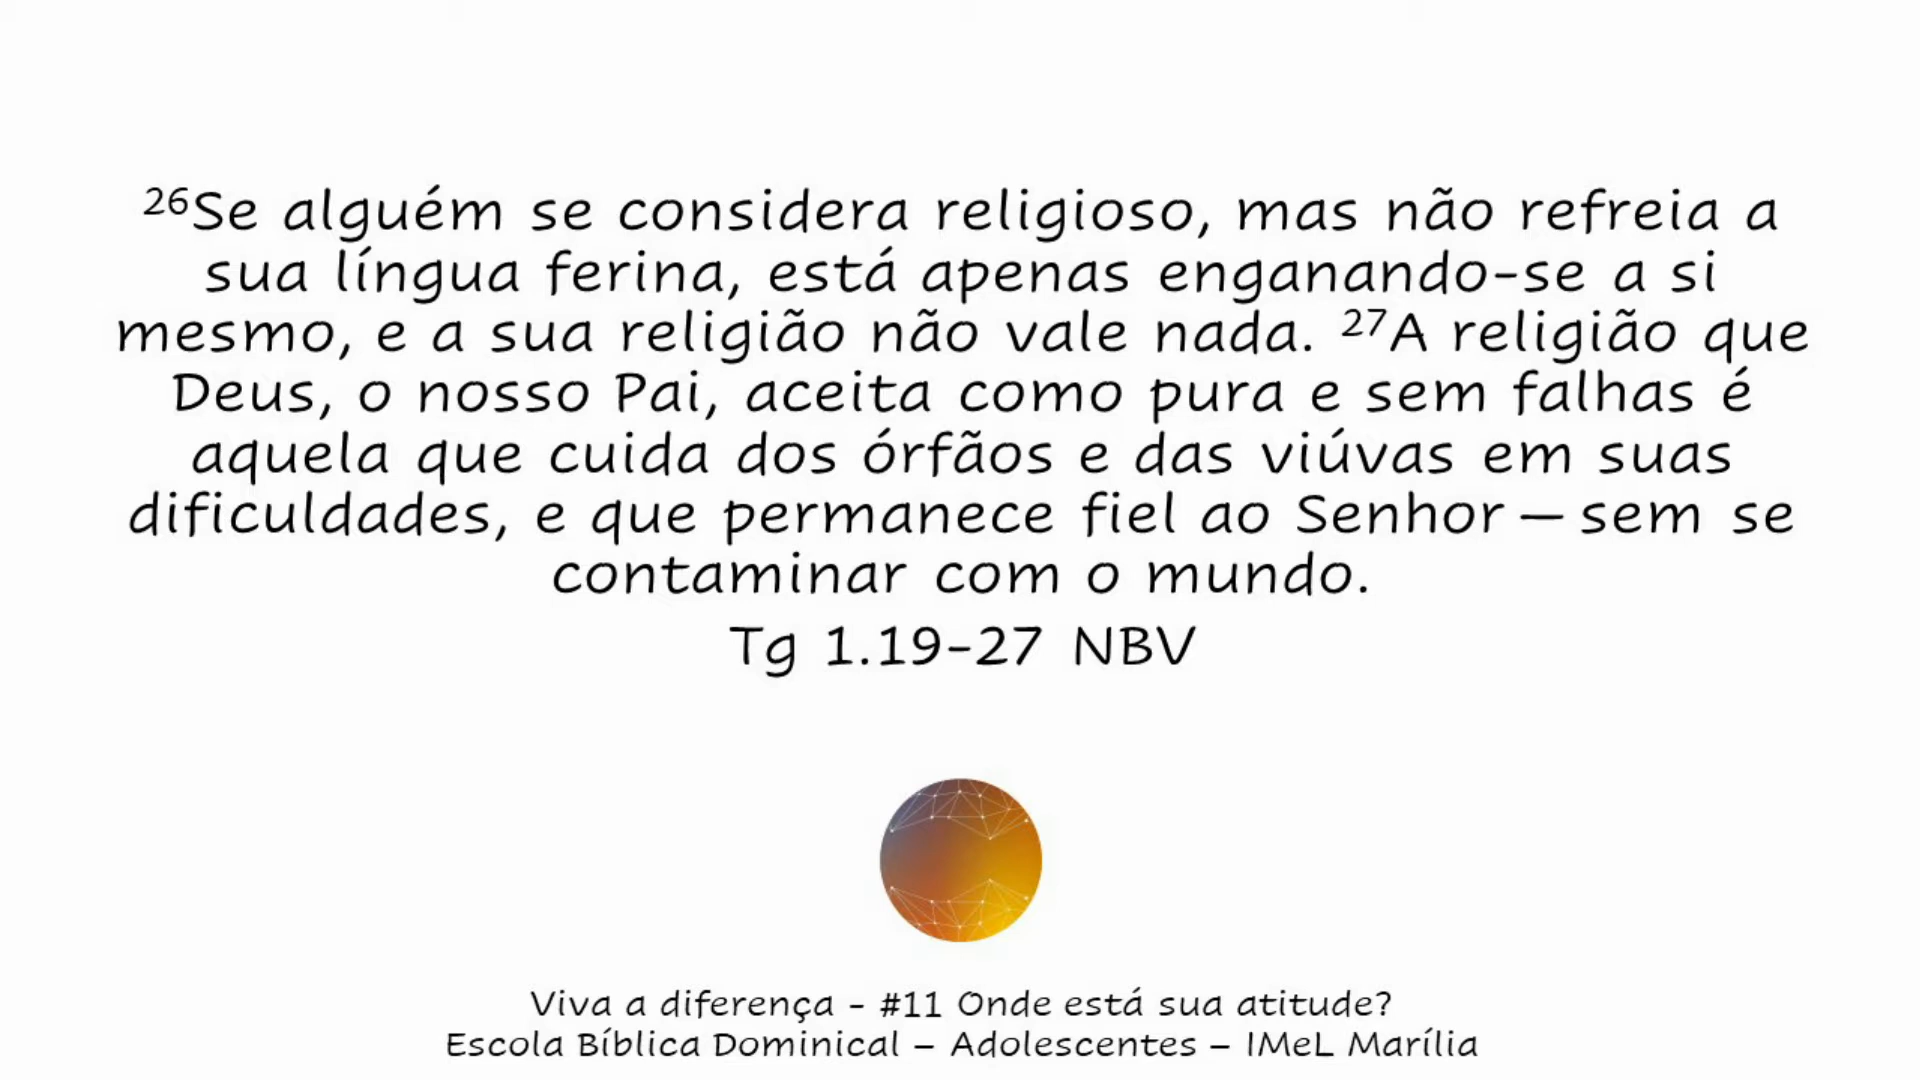 ²⁶Se alguém se considera religioso, mas não refreia a
sua língua ferina, está apenas enganando-se a si
mesmo, e a sua religião não vale nada. ²⁷A religião que
Deus, o nosso Pai, aceita como pura e sem falhas é
aquela que cuida dos órfãos e das viúvas em suas
dificuldades, e que permanece fiel ao Senhor — sem se
contaminar com o mundo.
Tg 1.19-27 NBV
Viva a diferença - #11 Onde está sua atitude?
Escola Bíblica Dominical – Adolescentes – IMeL Marília